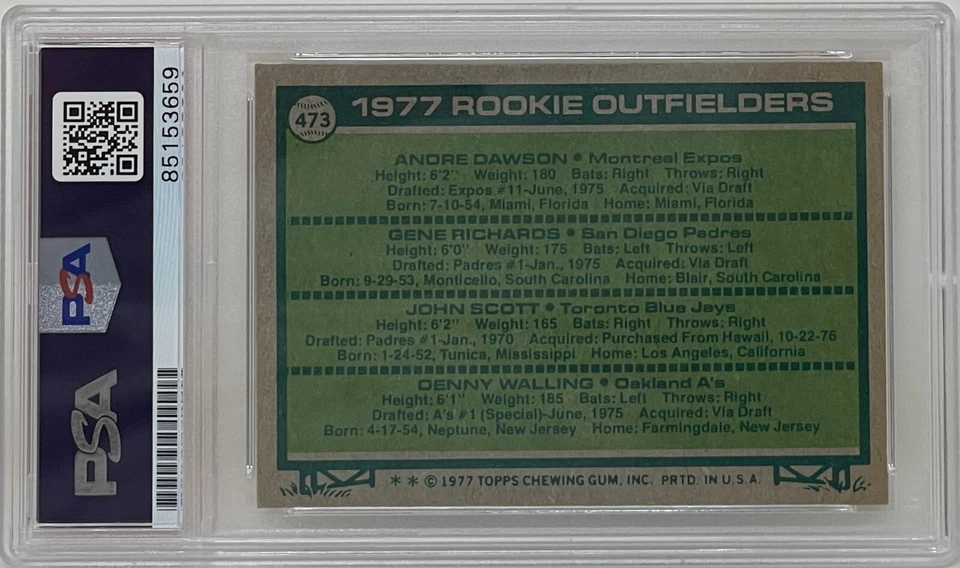 PSA
PSA
85153659
473
1977 ROOKIE OUTFIELDERS
ANDRE DAWSON • Montreal Expos
Height: 6'2" Weight: 180 Bats: Right Throws: Right
Drafted: Expos #11-June, 1975 Acquired: Via Draft
Born: 7-10-54, Miami, Florida Home: Miami, Florida
GENE RICHARDS • San Diego Padres
Height: 6'0" Weight: 175 Bats: Left Throws: Left
Drafted: Padres #1-Jan., 1975 Acquired: Via Draft
Born: 9-29-53, Monticello, South Carolina Home: Blair, South Carolina
JOHN SCOTT • Toronto Blue Jays
Height: 6'2" Weight: 165 Bats: Right Throws: Right
Drafted: Padres #1-Jan., 1970 Acquired: Purchased From Hawaii, 10-22-76
Born: 1-24-52, Tunica, Mississippi Home: Los Angeles, California
DENNY WALLING • Oakland A's
Height: 6'1" Weight: 185 Bats: Left Throws: Right
Drafted: A's #1 (Special)-June, 1975 Acquired: Via Draft
Born: 4-17-54, Neptune, New Jersey Home: Farmingdale, New Jersey
** © 1977 TOPPS CHEWING GUM, INC. PRTD. IN U.S.A.